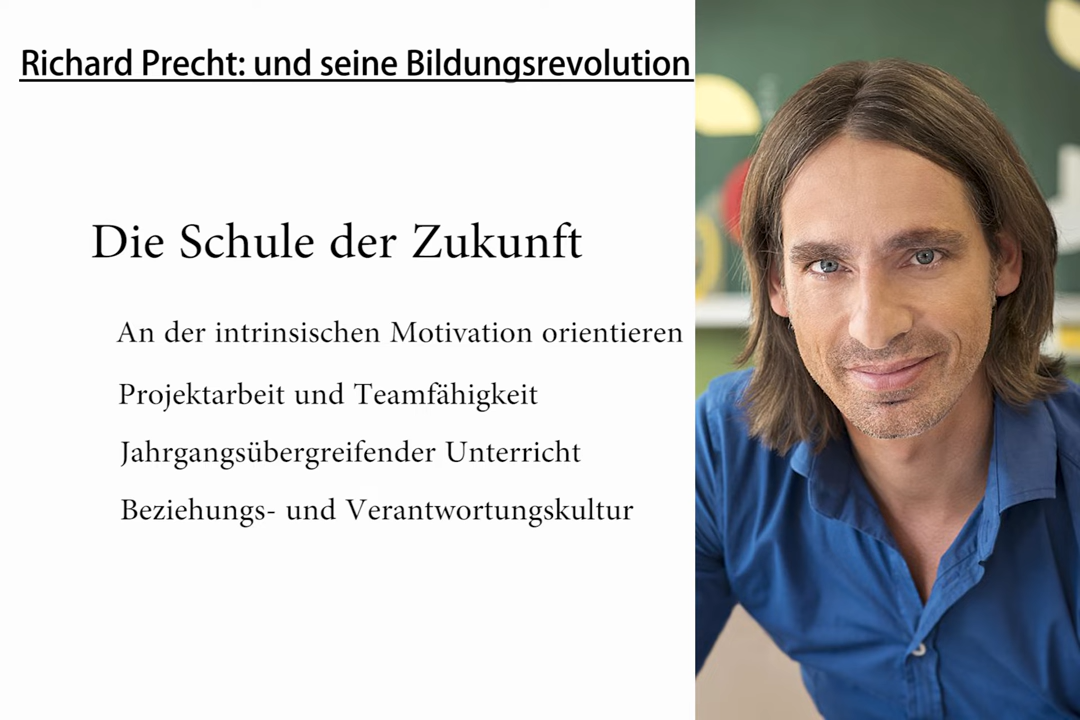 Richard Precht: und seine Bildungsrevolution
Die Schule der Zukunft
An der intrinsischen Motivation orientieren
Projektarbeit und Teamfähigkeit
Jahrgangsübergreifender Unterricht
Beziehungs- und Verantwortungskultur